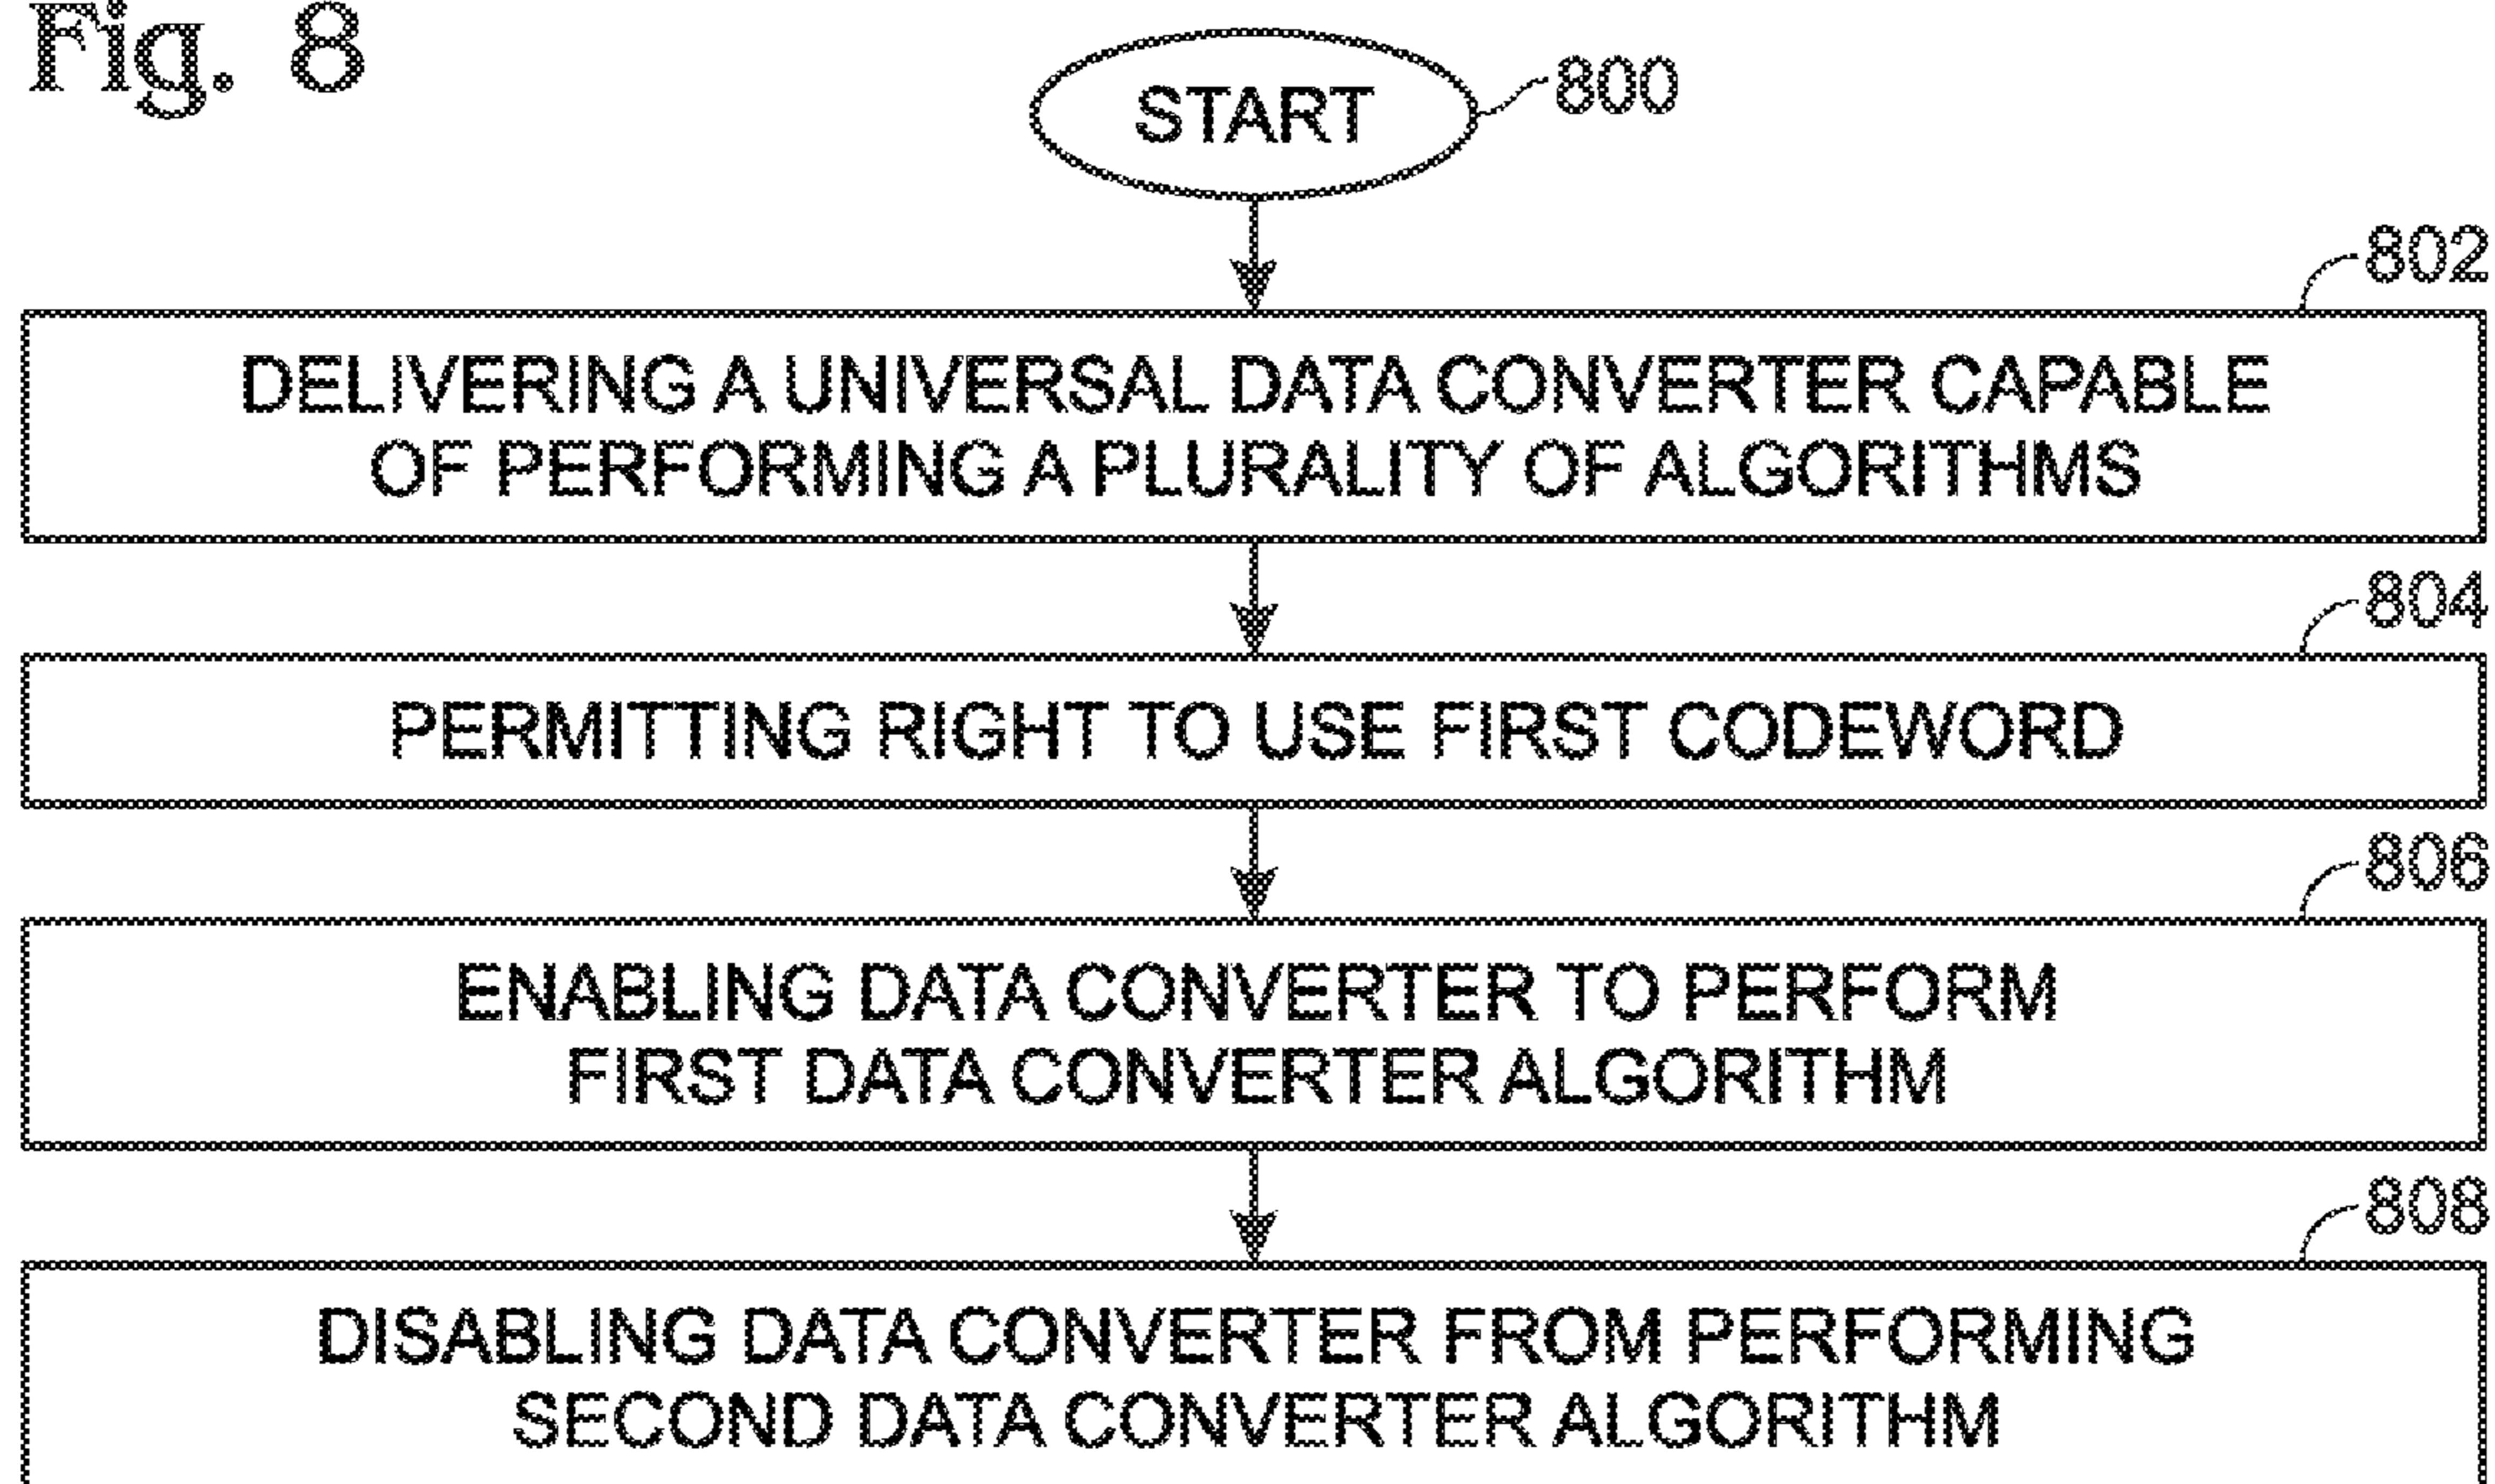 Fig. 8
START
800
802
DELIVERING A UNIVERSAL DATA CONVERTER CAPABLE
OF PERFORMING A PLURALITY OF ALGORITHMS
804
PERMITTING RIGHT TO USE FIRST CODEWORD
806
ENABLING DATA CONVERTER TO PERFORM
FIRST DATA CONVERTER ALGORITHM
808
DISABLING DATA CONVERTER FROM PERFORMING
SECOND DATA CONVERTER ALGORITHM